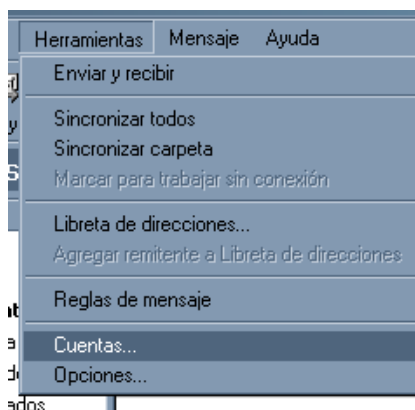 Herramientas Mensaje Ayuda
Enviar y recibir
Sincronizar todos
Sincronizar carpeta
Marcar para trabajar sin conexión
Libreta de direcciones...
Agregar remitente a Libreta de direcciones
Reglas de mensaje
Cuentas...
Opciones...